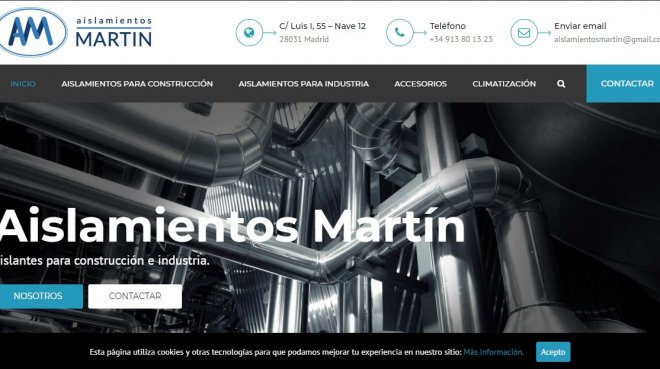 AM
aislamientos
MARTIN
C/ Luis I, 55 – Nave 12
28031 Madrid
Teléfono
+34 913 80 13 23
Enviar email
aislamientosmartin@gmail.co
INICIO
AISLAMIENTOS PARA CONSTRUCCIÓN
AISLAMIENTOS PARA INDUSTRIA
ACCESORIOS
CLIMATIZACIÓN
CONTACTAR
Aislamientos Martín
islantes para construcción e industria.
NOSOTROS
CONTACTAR
Esta página utiliza cookies y otras tecnologías para que podamos mejorar tu experiencia en nuestro sitio: Más información.
Acepto